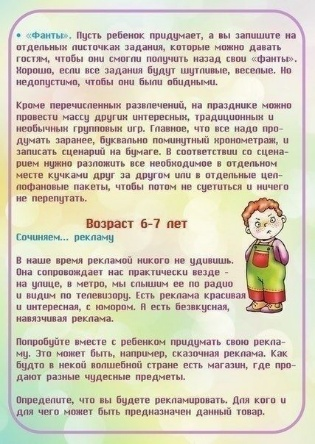 • «Фанты». Пусть ребенок придумает, а вы запишите на
отдельных листочках задания, которые можно давать
гостям, чтобы они смогли получить назад свои «фанты».
Хорошо, если все задания будут шутливые, веселые. Но
недопустимо, чтобы они были обидными.
Кроме перечисленных развлечений, на празднике можно
провести массу других интересных, традиционных и
необычных групповых игр. Главное, что все надо про-
думать заранее, буквально поминутный хронометраж, и
записать сценарий на бумаге. В соответствии со сцена-
рием нужно разложить все необходимое в отдельном
месте кучками друг за другом или в отдельные цел-
лофановые пакеты, чтобы потом не суетиться и ничего
не перепутать.
Возраст 6-7 лет
Сочиняем... рекламу
В наше время рекламой никого не удивишь.
Она сопровождает нас практически везде -
на улице, в метро, мы слышим ее по радио
и видим по телевизору. Есть реклама красивая
и интересная, с юмором. А есть безвкусная,
навязчивая реклама.
Попробуйте вместе с ребенком придумать свою рекла-
му. Это может быть, например, сказочная реклама. Как
будто в некой волшебной стране есть магазин, где про-
дают разные чудесные предметы.
Определите, что вы будете рекламировать. Для кого и
для чего может быть предназначен данный товар.